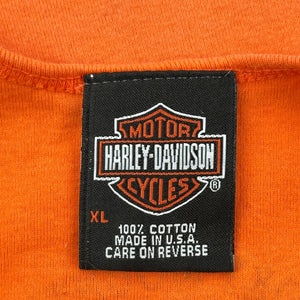 MOTOR
HARLEY-DAVIDSON
CYCLES
®
XL
100% COTTON
MADE IN U.S.A.
CARE ON REVERSE